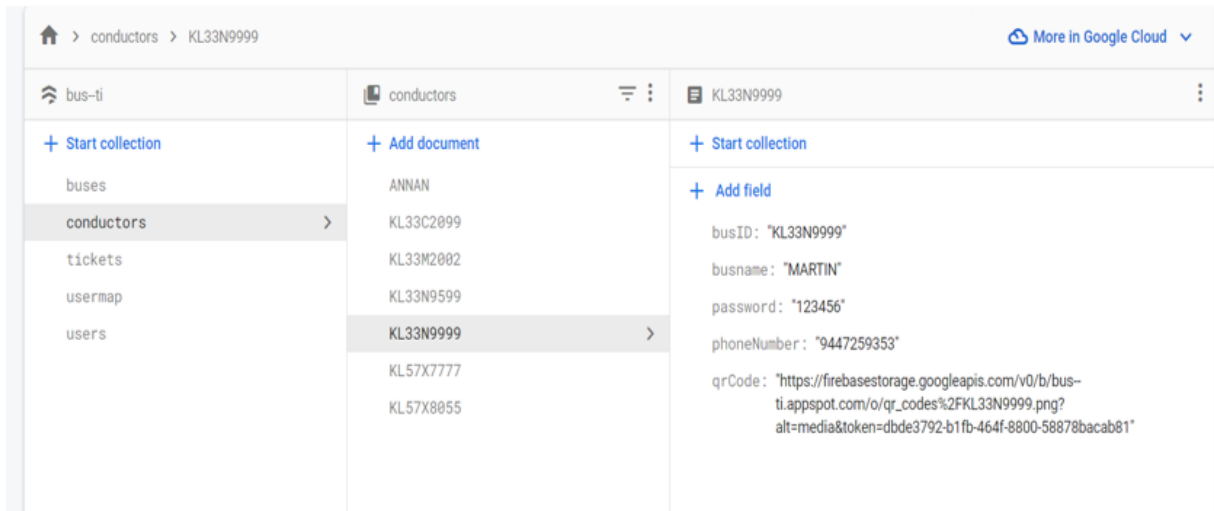 > conductors > KL33N9999
More in Google Cloud
bus--ti
+ Start collection
buses
conductors
tickets
usermap
users
conductors
+ Add document
ANNAN
KL33C2099
KL33M2002
KL33N9599
KL33N9999
KL57X7777
KL57X8055
KL33N9999
+ Start collection
+ Add field
busID: "KL33N9999"
busname: "MARTIN"
password: "123456"
phoneNumber: "9447259353"
qrCode: "https://firebasestorage.googleapis.com/v0/b/bus--
ti.appspot.com/o/qr_codes%2FKL33N9999.png?
alt=media&token=dbde3792-b1fb-464f-8800-58878bacab81"